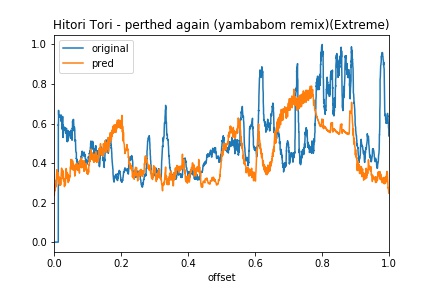 Hitori Tori - perthed again (yambabom remix)(Extreme)
original
pred
1.0
0.8
0.6
0.4
0.2
0.0
0.0 0.2 0.4 0.6 0.8 1.0
offset